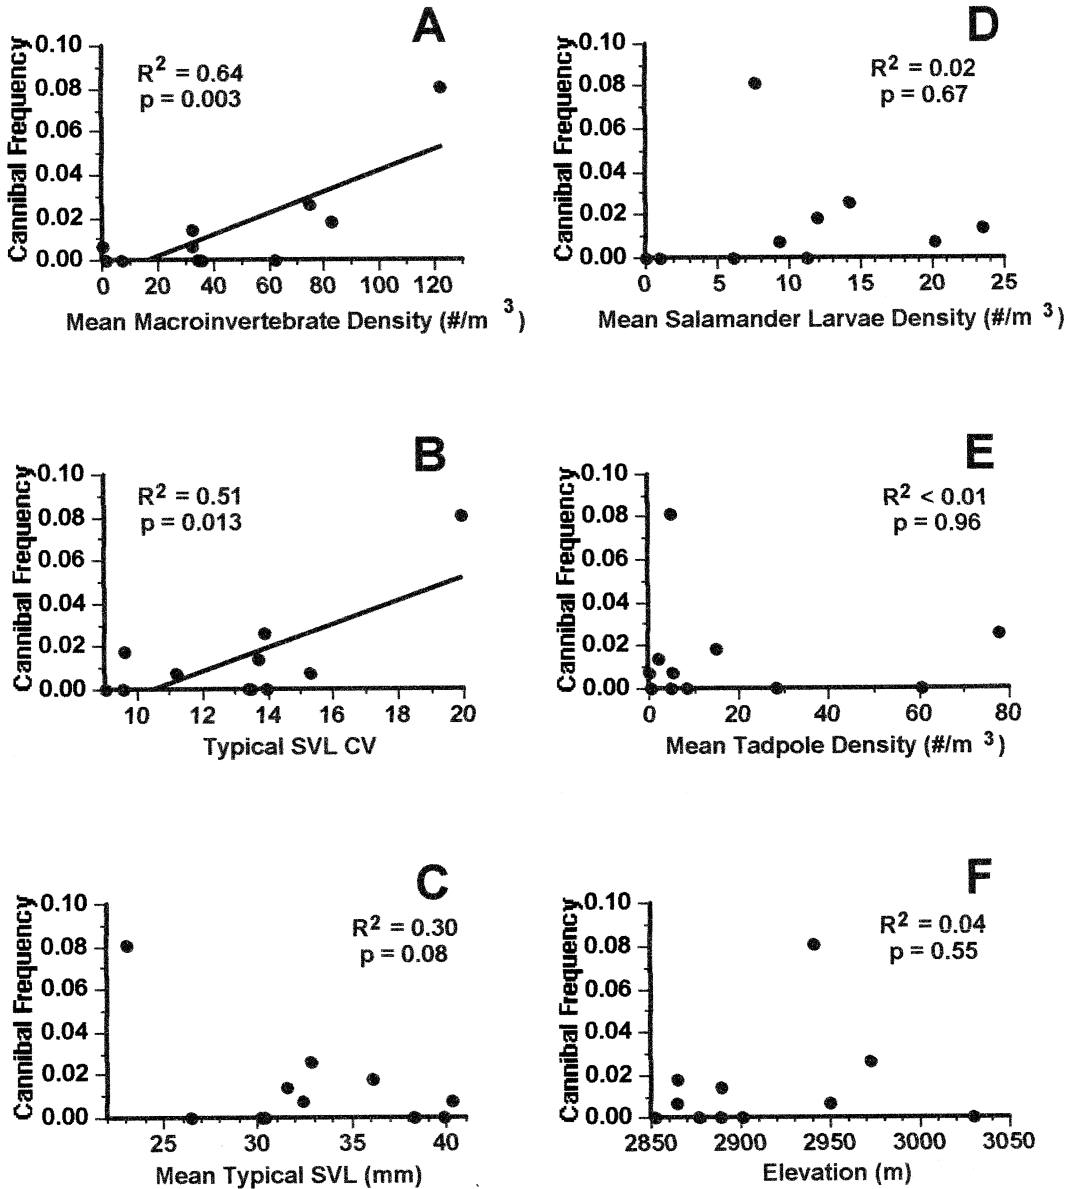 A
Cannibal Frequency
0.10
0.08
0.06
0.04
0.02
0.00
R2 = 0.64
p = 0.003
0 20 40 60 80 100 120
Mean Macroinvertebrate Density (#/m 3)
D
Cannibal Frequency
0.10
0.08
0.06
0.04
0.02
0.00
R2 = 0.02
p = 0.67
0 5 10 15 20 25
Mean Salamander Larvae Density (#/m 3)
B
Cannibal Frequency
0.10
0.08
0.06
0.04
0.02
0.00
R2 = 0.51
p = 0.013
10 12 14 16 18 20
Typical SVL CV
E
Cannibal Frequency
0.10
0.08
0.06
0.04
0.02
0.00
R2 < 0.01
p = 0.96
0 20 40 60 80
Mean Tadpole Density (#/m 3)
C
Cannibal Frequency
0.10
0.08
0.06
0.04
0.02
0.00
R2 = 0.30
p = 0.08
25 30 35 40
Mean Typical SVL (mm)
F
Cannibal Frequency
0.10
0.08
0.06
0.04
0.02
0.00
R2 = 0.04
p = 0.55
2850 2900 2950 3000 3050
Elevation (m)